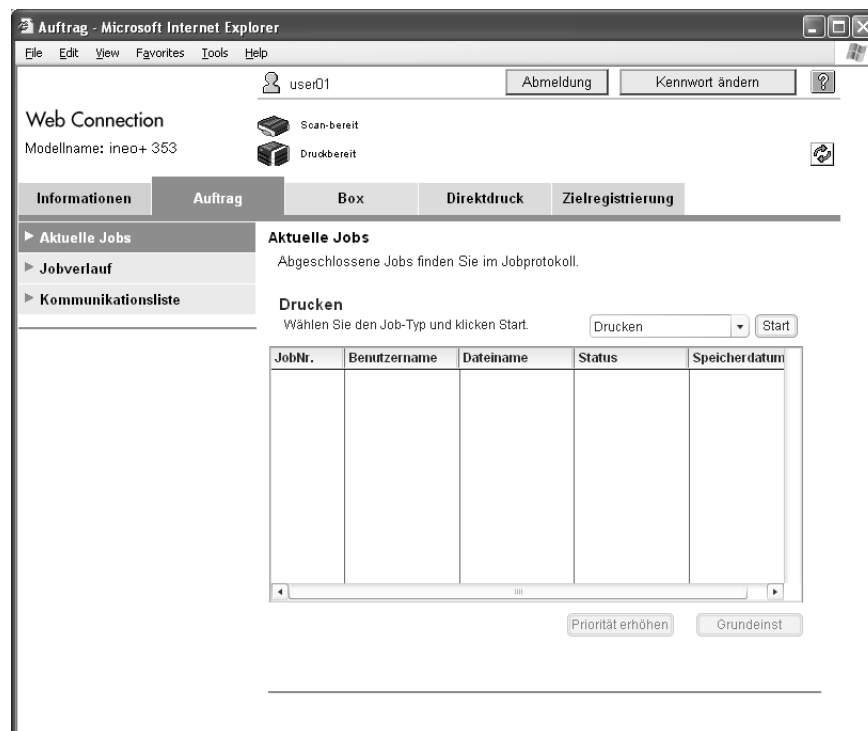 Auftrag - Microsoft Internet Explorer
File Edit View Favorites Tools Help
user01 Abmeldung Kennwort ändern ?
Web Connection
Scan-bereit
Modellname: ineo+ 353
Druckbereit
Informationen Auftrag Box Direktdruck Zielregistrierung
Aktuelle Jobs
Jobverlauf
Kommunikationsliste
Aktuelle Jobs
Abgeschlossene Jobs finden Sie im Jobprotokoll.
Drucken
Wählen Sie den Job-Typ und klicken Start. Drucken Start
JobNr. Benutzername Dateiname Status Speicherdatum
Priorität erhöhen Grundeinst